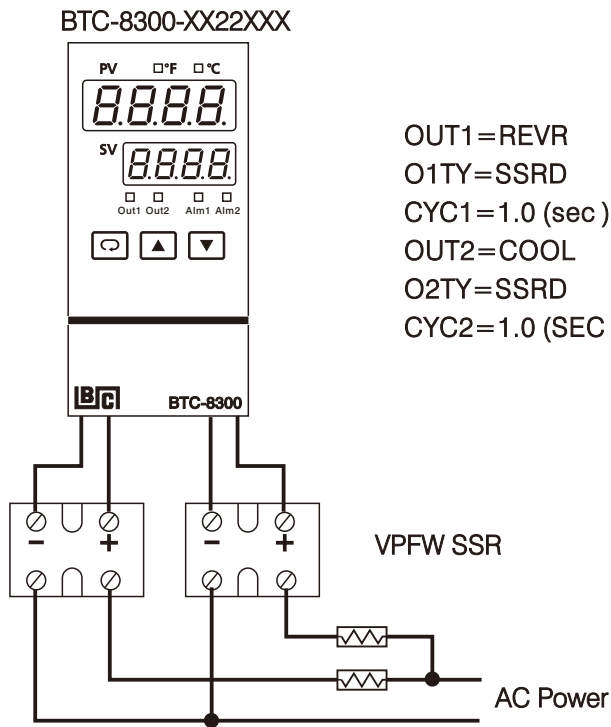 BTC-8300-XX22XXX
PV °F °C
8.8.8.8.
SV 8.8.8.8.
Out1 Out2 Alm1 Alm2
BC BTC-8300
OUT1=REVR
O1TY=SSRD
CYC1=1.0 (sec )
OUT2=COOL
O2TY=SSRD
CYC2=1.0 (SEC
− + − +
VPFW SSR
AC Power